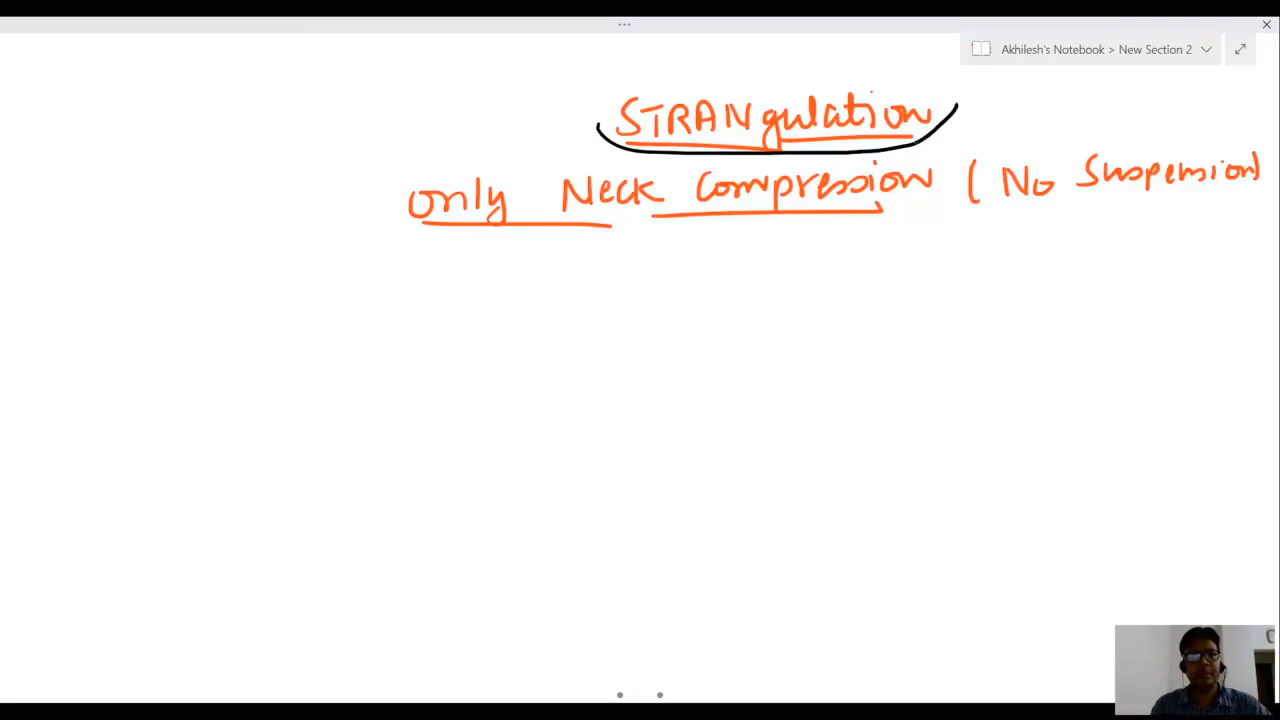 Akhilesh's Notebook > New Section 2
STRANgulation
only Neck compression ( No Suspension)